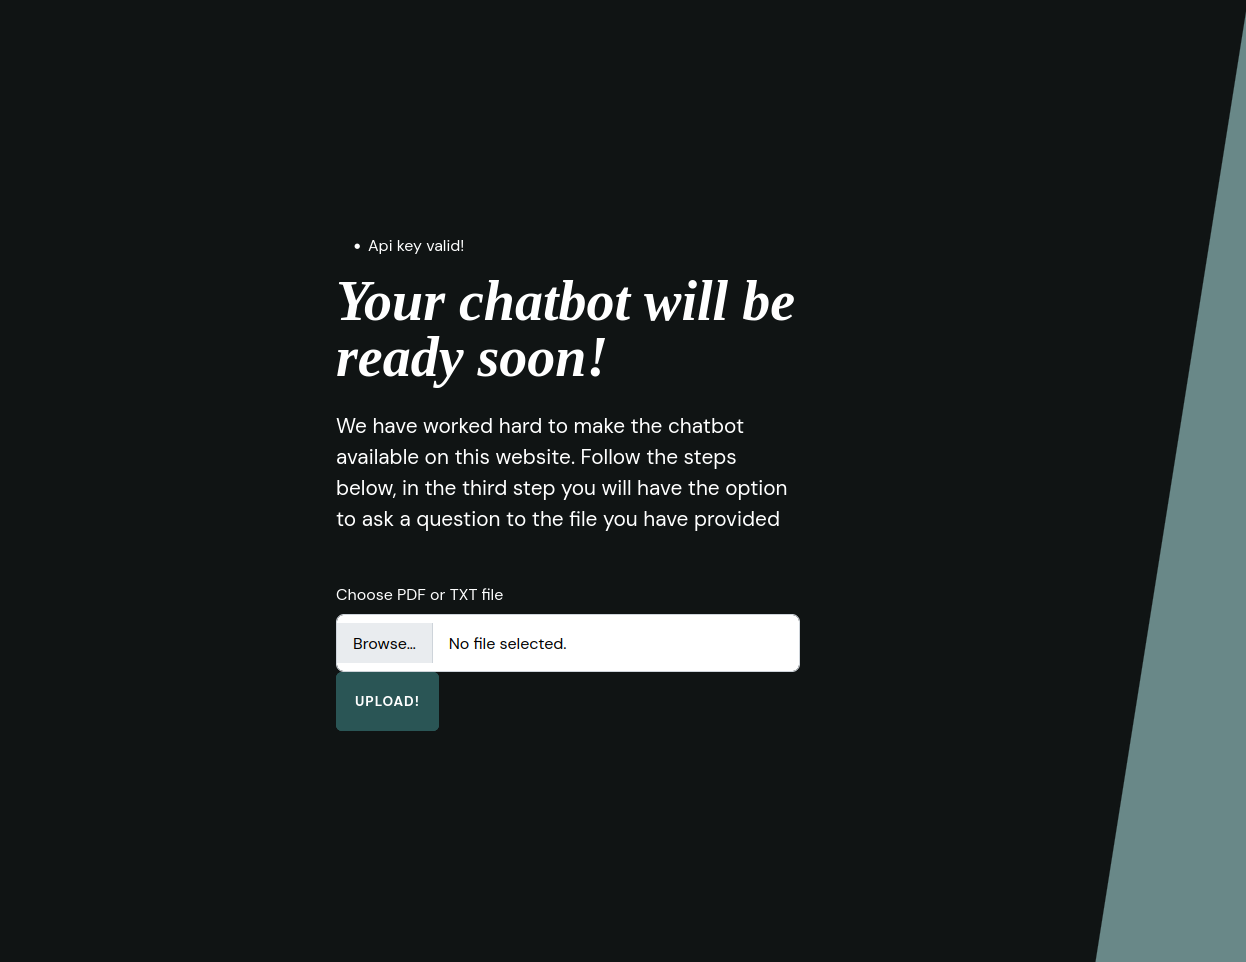 Api key valid!
Your chatbot will be
ready soon!
We have worked hard to make the chatbot
available on this website. Follow the steps
below, in the third step you will have the option
to ask a question to the file you have provided
Choose PDF or TXT file
Browse... No file selected.
UPLOAD!